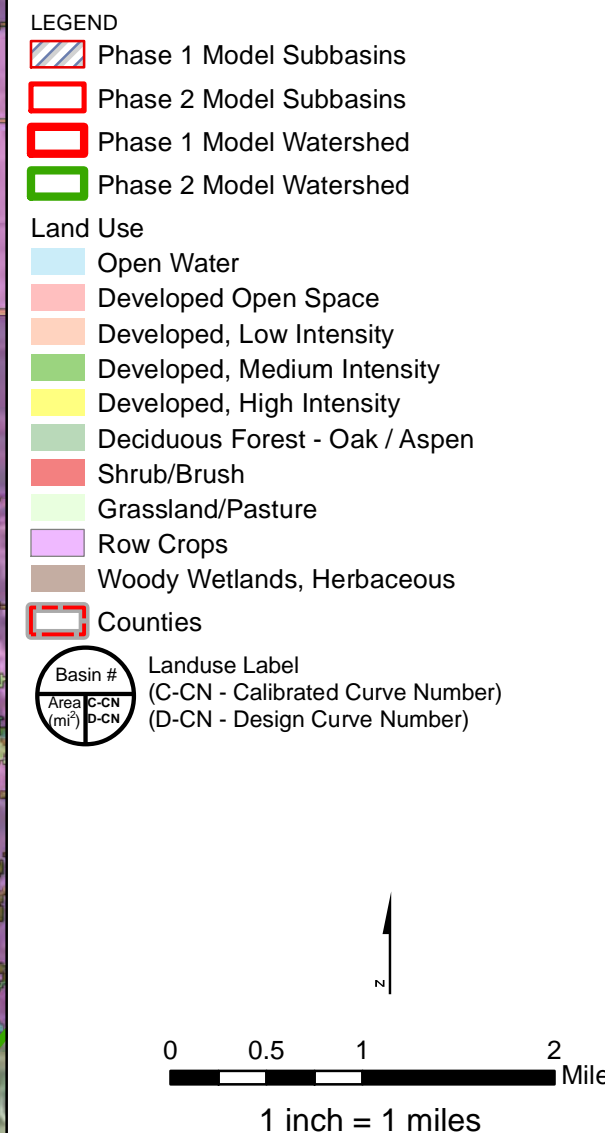 LEGEND
Phase 1 Model Subbasins
Phase 2 Model Subbasins
Phase 1 Model Watershed
Phase 2 Model Watershed
Land Use
Open Water
Developed Open Space
Developed, Low Intensity
Developed, Medium Intensity
Developed, High Intensity
Deciduous Forest - Oak / Aspen
Shrub/Brush
Grassland/Pasture
Row Crops
Woody Wetlands, Herbaceous
Counties
Basin #
Area C-CN
(mi²) D-CN
Landuse Label
(C-CN - Calibrated Curve Number)
(D-CN - Design Curve Number)
N
0 0.5 1 2
Mile
1 inch = 1 miles